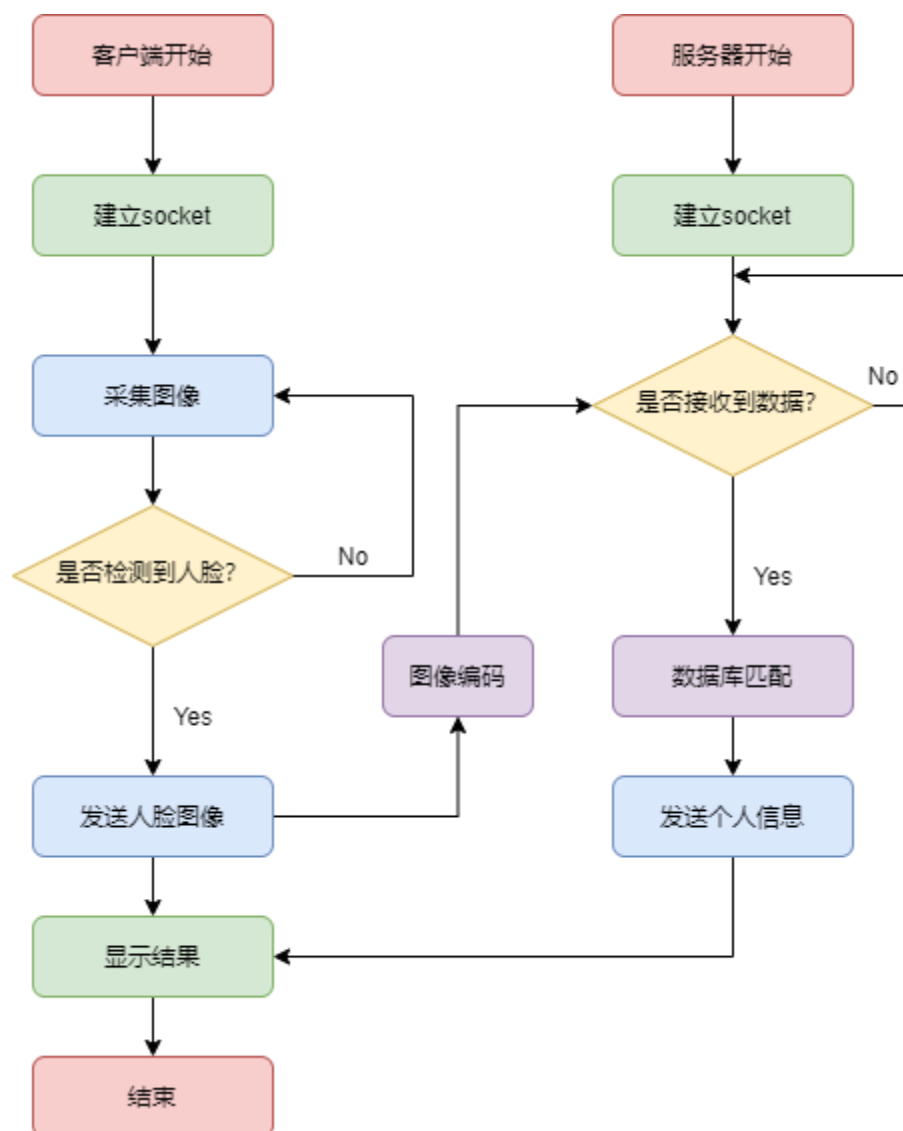 客户端开始
服务器开始
建立socket
建立socket
采集图像
是否接收到数据?
No
是否检测到人脸?
No
Yes
图像编码
数据库匹配
Yes
发送人脸图像
发送个人信息
显示结果
结束